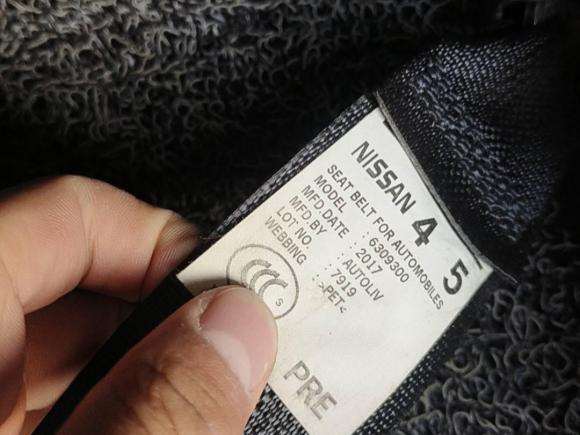 NISSAN 4 5
SEAT BELT FOR AUTOMOBILES
MODEL : 6309300
MFD.DATE : 2017
MFD.BY : AUTOLIV
LOT NO. : 7919
WEBBING : >PET<
CCC S
PRE